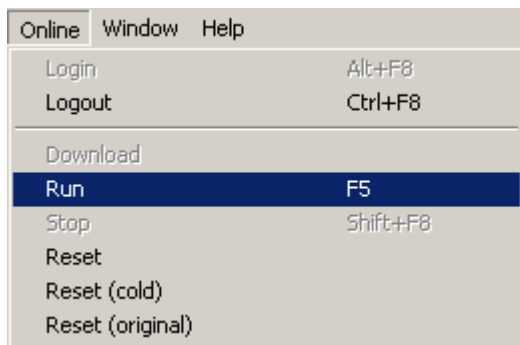 Online Window Help
Login Alt+F8
Logout Ctrl+F8
Download
Run F5
Stop Shift+F8
Reset
Reset (cold)
Reset (original)